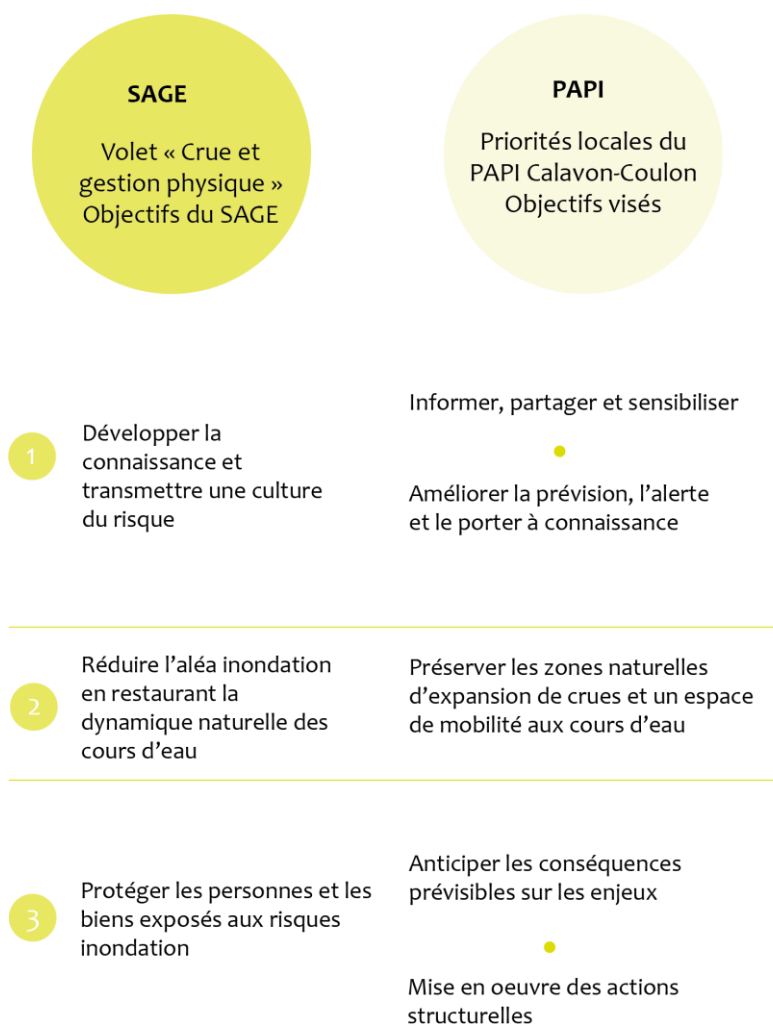 SAGE
Volet « Crue et
gestion physique »
Objectifs du SAGE
PAPI
Priorités locales du
PAPI Calavon-Coulon
Objectifs visés
1
Développer la
connaissance et
transmettre une culture
du risque
Informer, partager et sensibiliser
Améliorer la prévision, l’alerte
et le porter à connaissance
2
Réduire l’aléa inondation
en restaurant la
dynamique naturelle des
cours d’eau
Préserver les zones naturelles
d’expansion de crues et un espace
de mobilité aux cours d’eau
3
Protéger les personnes et les
biens exposés aux risques
inondation
Anticiper les conséquences
prévisibles sur les enjeux
Mise en oeuvre des actions
structurelles